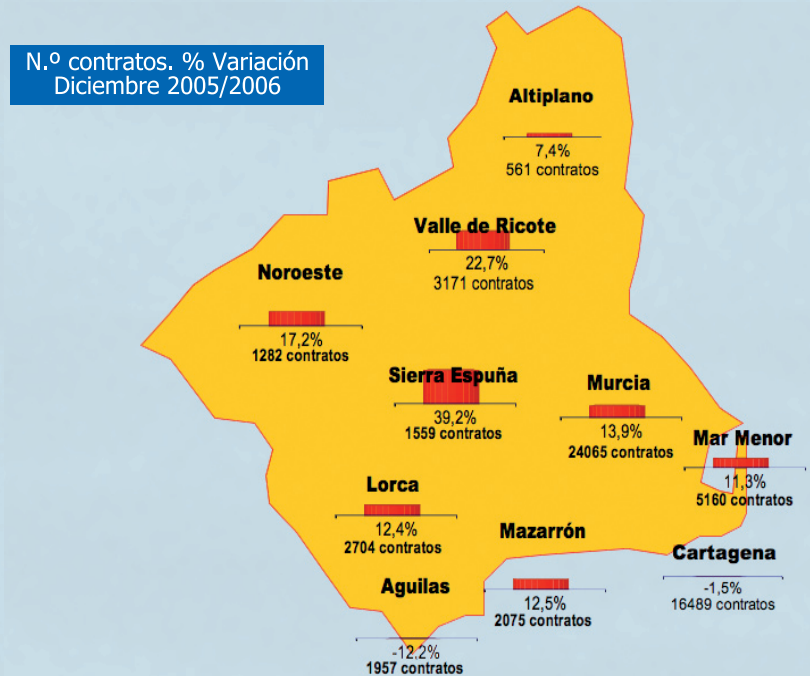 N.º contratos. % Variación
Diciembre 2005/2006
Altiplano
7,4%
561 contratos
Valle de Ricote
22,7%
3171 contratos
Noroeste
17,2%
1282 contratos
Sierra Espuña
39,2%
1559 contratos
Murcia
13,9%
24065 contratos
Mar Menor
11,3%
5160 contratos
Lorca
12,4%
2704 contratos
Mazarrón
12,5%
2075 contratos
Cartagena
-1,5%
16489 contratos
Aguilas
-12,2%
1957 contratos